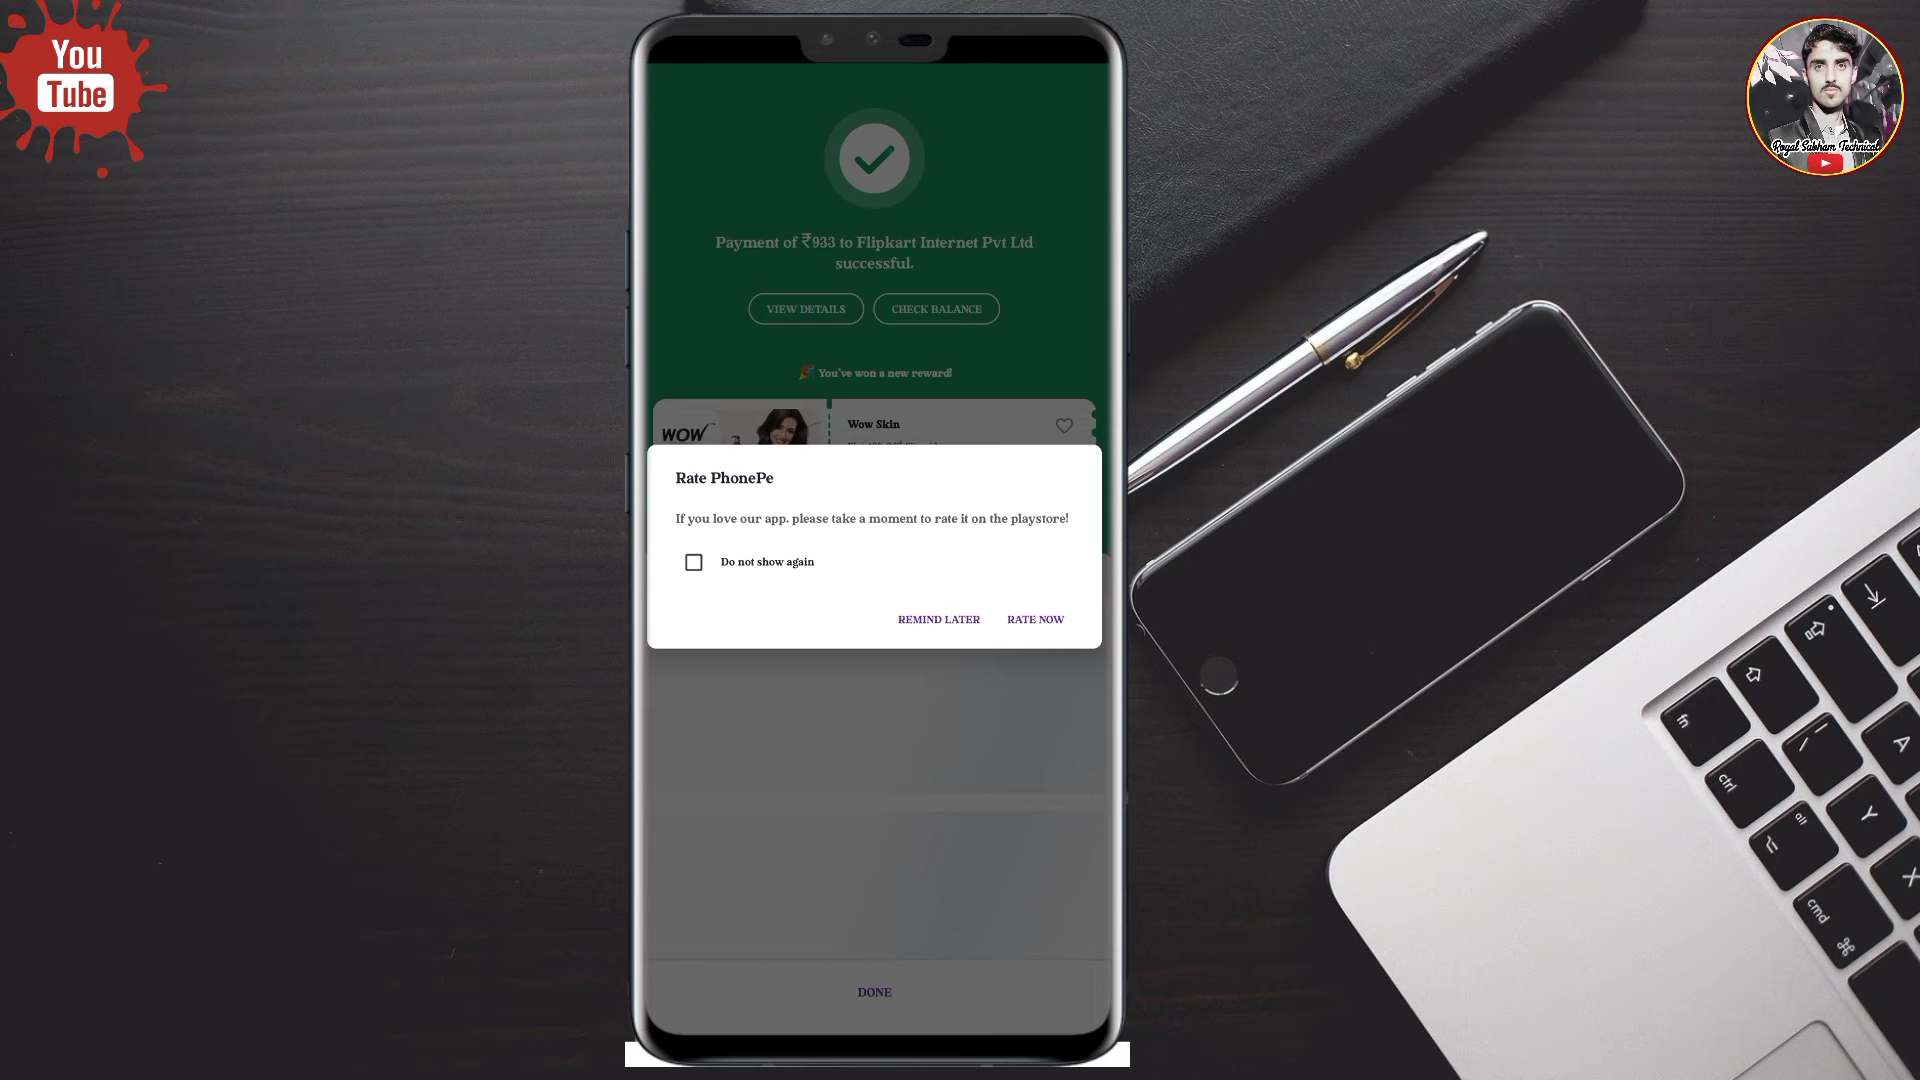 You
Tube
Royal Subham Technical
Payment of ₹933 to Flipkart Internet Pvt Ltd
successful.
VIEW DETAILS
CHECK BALANCE
🎉 You've won a new reward!
WOW
Wow Skin
Rate PhonePe
If you love our app, please take a moment to rate it on the playstore!
Do not show again
REMIND LATER
RATE NOW
DONE
fn
ctrl
alt
cmd
⌘
A
Y
X